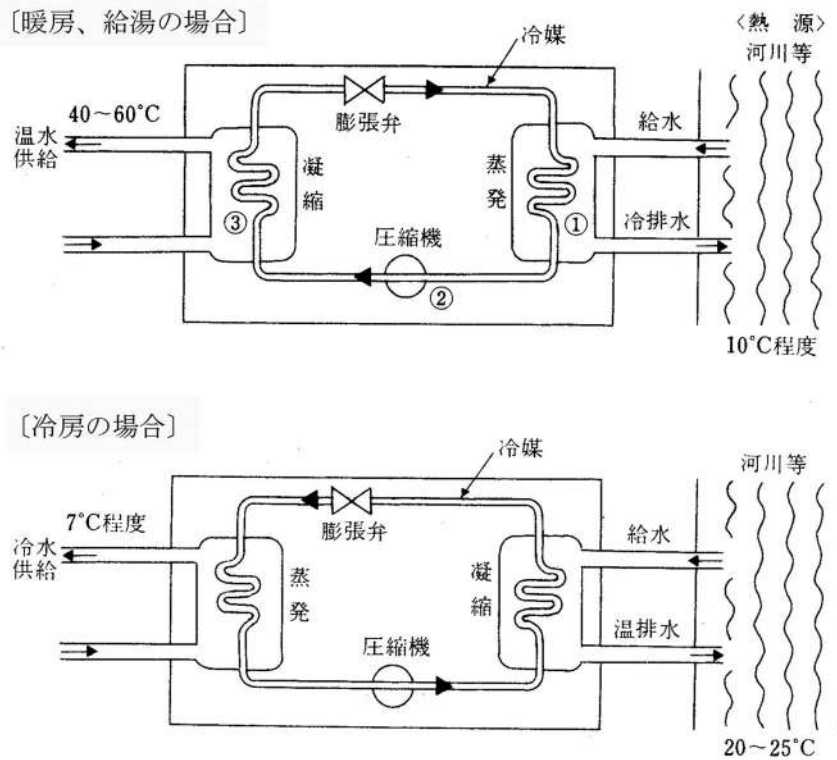 〔暖房、給湯の場合〕
冷媒
〈熱 源〉
河川等
40～60℃
膨張弁
給水
温水
供給
凝縮
蒸発
③
①
圧縮機
冷排水
②
10℃程度
〔冷房の場合〕
冷媒
河川等
7℃程度
膨張弁
給水
冷水
供給
蒸発
凝縮
圧縮機
温排水
20～25℃